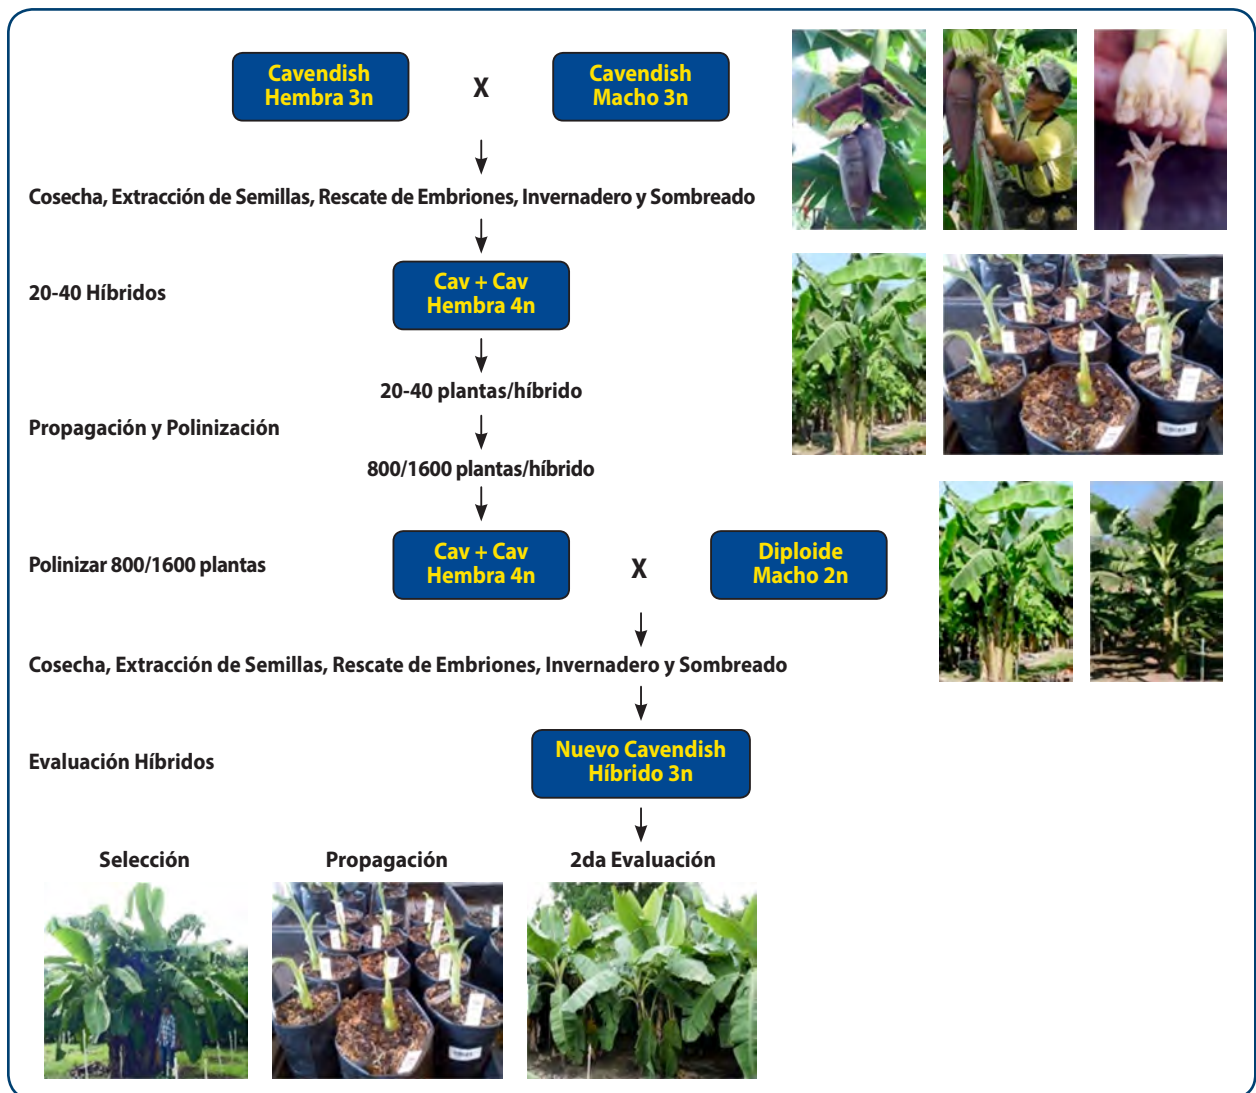 Cavendish
Hembra 3n
X
Cavendish
Macho 3n
Cosecha, Extracción de Semillas, Rescate de Embriones, Invernadero y Sombreado
20-40 Híbridos
Cav + Cav
Hembra 4n
20-40 plantas/híbrido
Propagación y Polinización
800/1600 plantas/híbrido
Polinizar 800/1600 plantas
Cav + Cav
Hembra 4n
X
Diploide
Macho 2n
Cosecha, Extracción de Semillas, Rescate de Embriones, Invernadero y Sombreado
Evaluación Híbridos
Nuevo Cavendish
Híbrido 3n
Selección
Propagación
2da Evaluación